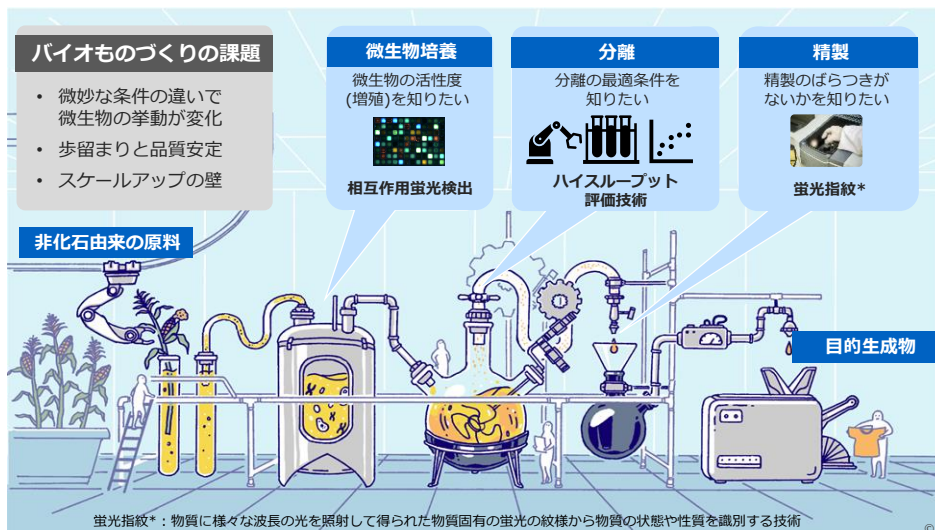 バイオものづくりの課題
• 微妙な条件の違いで
微生物の挙動が変化
• 歩留まりと品質安定
• スケールアップの壁
微生物培養
微生物の活性度
(増殖)を知りたい
相互作用蛍光検出
分離
分離の最適条件を
知りたい
ハイスループット
評価技術
精製
精製のばらつきが
ないかを知りたい
蛍光指紋*
非化石由来の原料
目的生成物
蛍光指紋*：物質に様々な波長の光を照射して得られた物質固有の蛍光の紋様から物質の状態や性質を識別する技術
©